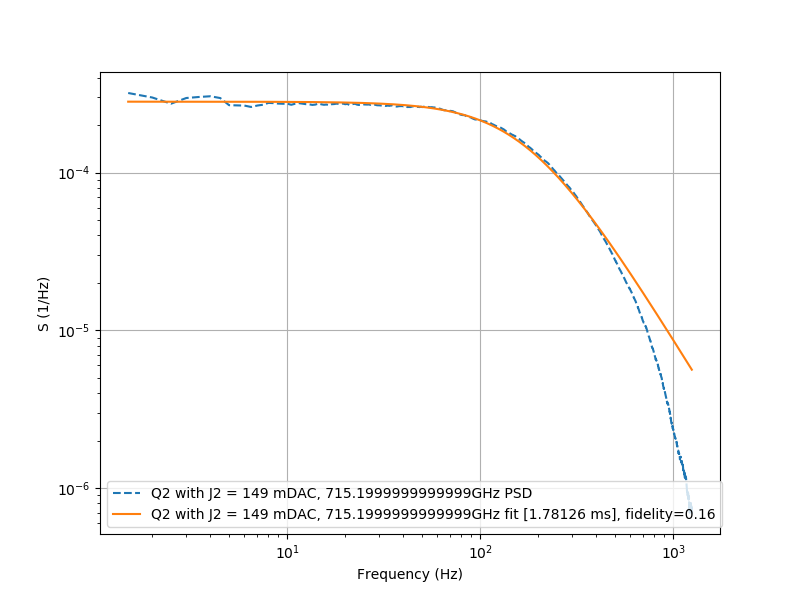 10⁻⁴
10⁻⁵
10⁻⁶
S (1/Hz)
Q2 with J2 = 149 mDAC, 715.1999999999999GHz PSD
Q2 with J2 = 149 mDAC, 715.1999999999999GHz fit [1.78126 ms], fidelity=0.16
10¹ 10² 10³
Frequency (Hz)